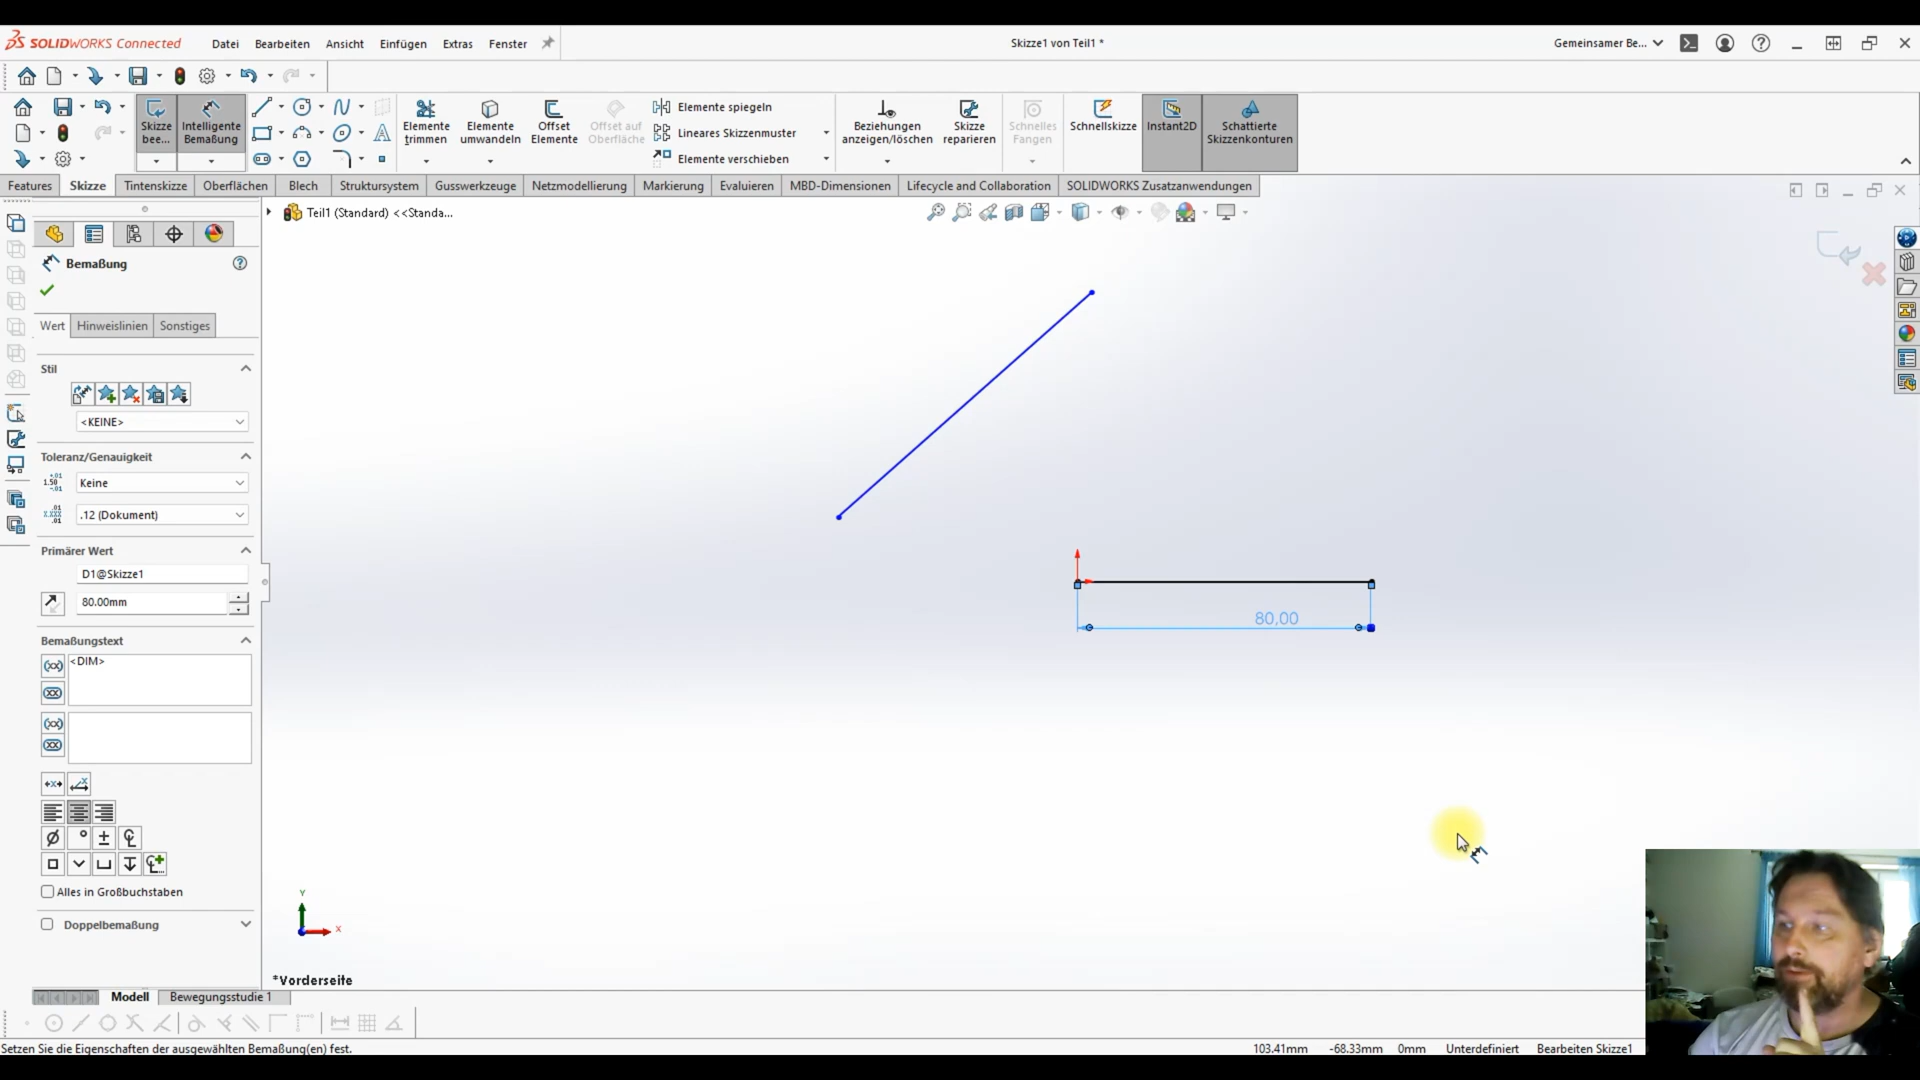 SOLIDWORKS Connected
Datei Bearbeiten Ansicht Einfügen Extras Fenster
Skizze1 von Teil1 *
Gemeinsamer Be...
Skizze bee...
Intelligente Bemaßung
Elemente trimmen
Elemente umwandeln
Offset Elemente
Offset auf Oberfläche
Elemente spiegeln
Lineares Skizzenmuster
Elemente verschieben
Beziehungen anzeigen/löschen
Skizze reparieren
Schnelles Fangen
Schnellskizze
Instant2D
Schattierte Skizzenkonturen
Features Skizze Tintenskizze Oberflächen Blech Struktursystem Gusswerkzeuge Netzmodellierung Markierung Evaluieren MBD-Dimensionen Lifecycle and Collaboration SOLIDWORKS Zusatzanwendungen
Teil1 (Standard) <<Standa...
Bemaßung
Wert Hinweislinien Sonstiges
Stil
<KEINE>
Toleranz/Genauigkeit
Keine
.12 (Dokument)
Primärer Wert
D1@Skizze1
80.00mm
Bemaßungstext
<DIM>
Alles in Großbuchstaben
Doppelbemaßung
80,00
Y
X
*Vorderseite
Modell Bewegungsstudie 1
Setzen Sie die Eigenschaften der ausgewählten Bemaßung(en) fest.
103.41mm -68.33mm 0mm Unterdefiniert Bearbeiten Skizze1